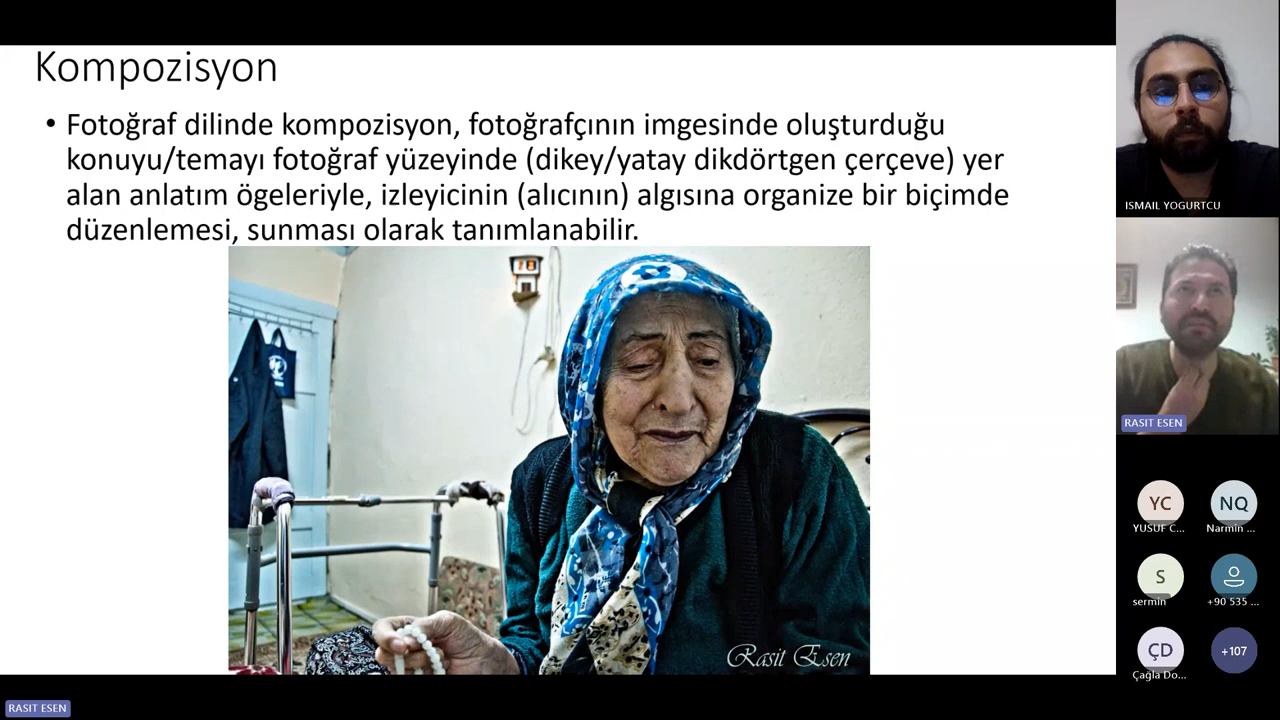 Kompozisyon
• Fotoğraf dilinde kompozisyon, fotoğrafçının imgesinde oluşturduğu
konuyu/temayı fotoğraf yüzeyinde (dikey/yatay dikdörtgen çerçeve) yer
alan anlatım ögeleriyle, izleyicinin (alıcının) algısına organize bir biçimde
düzenlemesi, sunması olarak tanımlanabilir.
18
Rasit Esen
ISMAIL YOGURTCU
RASIT ESEN
YC
YUSUF C...
NQ
Narmin ...
S
sermin
+90 535 ...
ÇD
Çağla Do...
+107
RASIT ESEN